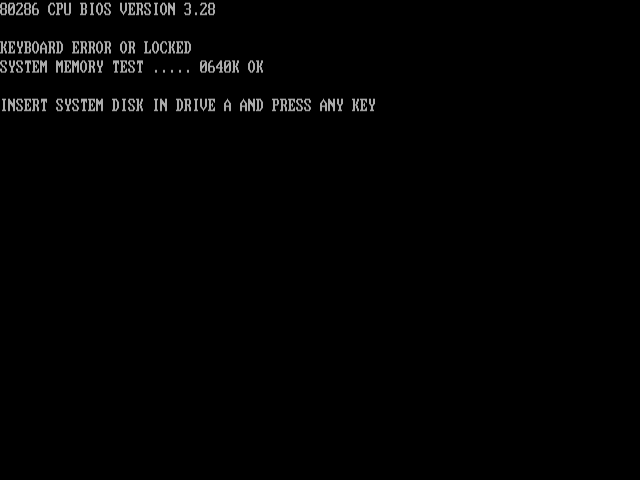 80286 CPU BIOS VERSION 3.28
KEYBOARD ERROR OR LOCKED
SYSTEM MEMORY TEST ..... 0640K OK
INSERT SYSTEM DISK IN DRIVE A AND PRESS ANY KEY